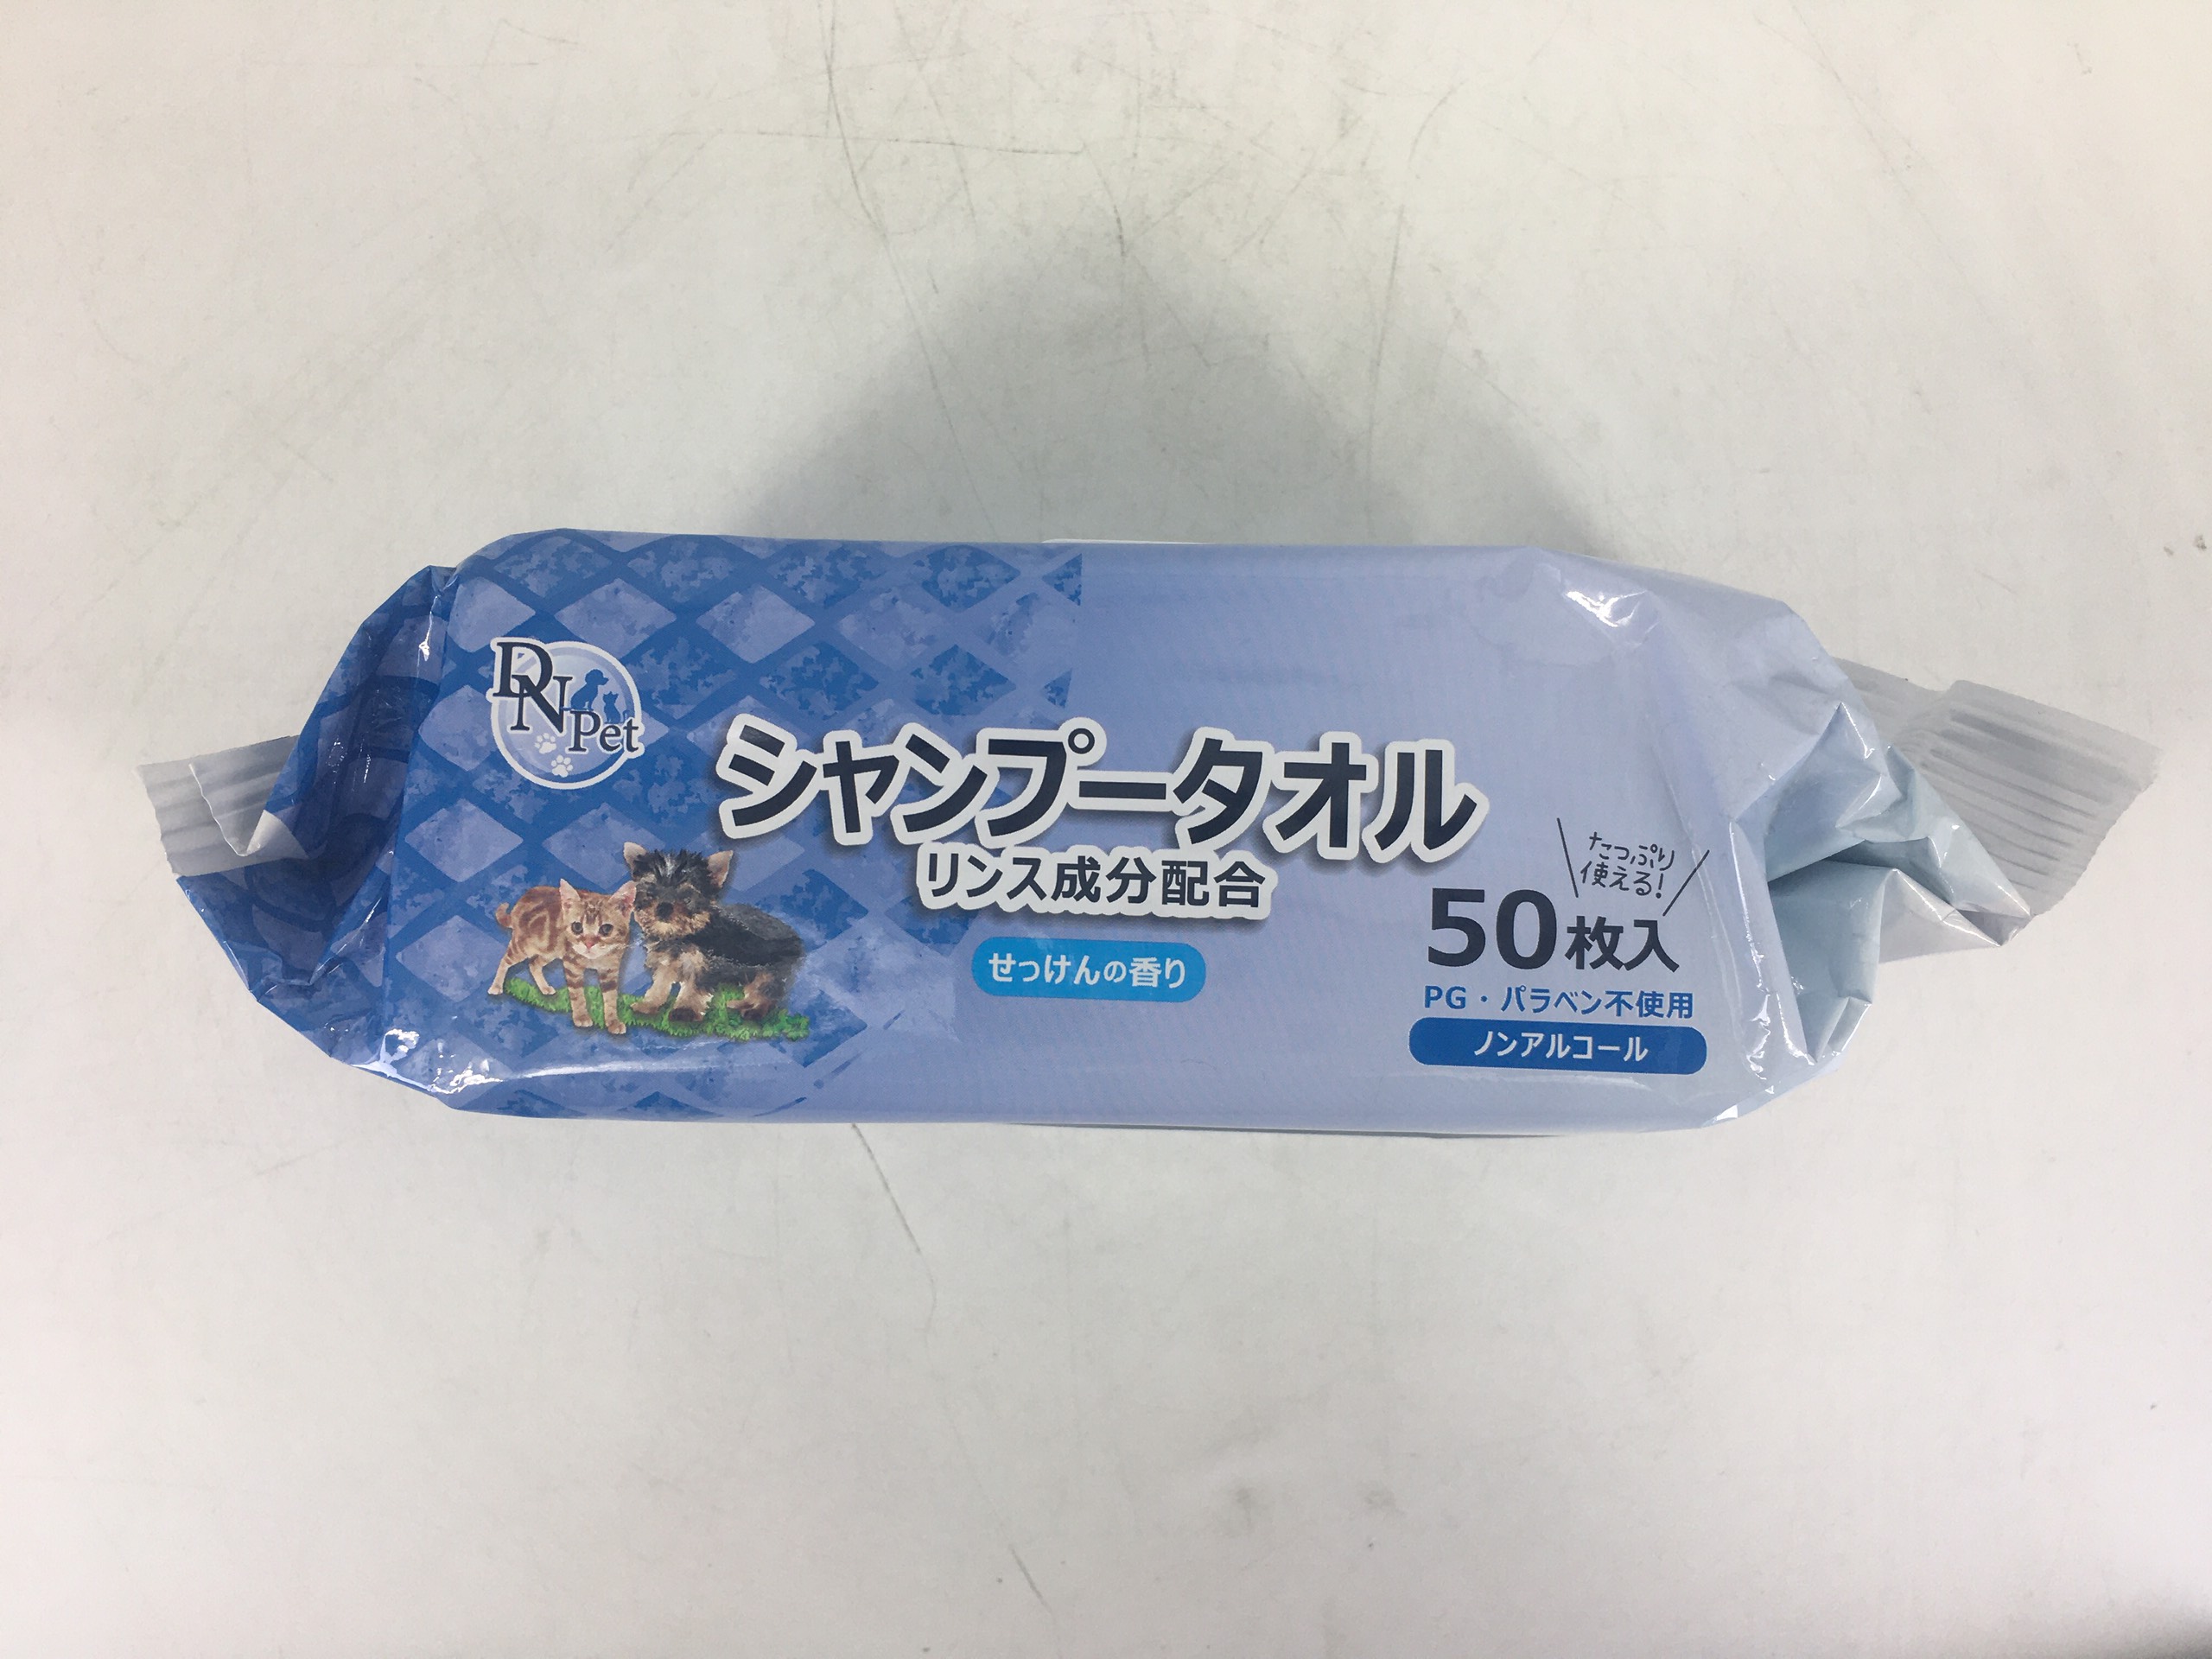 DN Pet
シャンプータオル
リンス成分配合
せっけんの香り
たっぷり
使える!
50枚入
PG・パラベン不使用
ノンアルコール